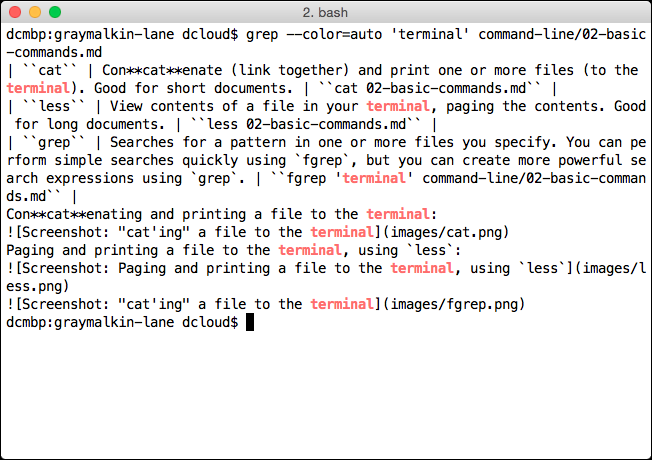 2. bash
dcmbp:graymalkin-lane dcloud$ grep --color=auto 'terminal' command-line/02-basic
-commands.md
| ``cat`` | Con**cat**enate (link together) and print one or more files (to the
terminal). Good for short documents. | ``cat 02-basic-commands.md`` |
| ``less`` | View contents of a file in your terminal, paging the contents. Good
 for long documents. | ``less 02-basic-commands.md`` |
| ``grep`` | Searches for a pattern in one or more files you specify. You can pe
rform simple searches quickly using `fgrep`, but you can create more powerful se
arch expressions using `grep`. | ``fgrep 'terminal' command-line/02-basic-comman
ds.md`` |
Con**cat**enating and printing a file to the terminal:
![Screenshot: "cat'ing" a file to the terminal](images/cat.png)
Paging and printing a file to the terminal, using `less`:
![Screenshot: Paging and printing a file to the terminal, using `less`](images/l
ess.png)
![Screenshot: "cat'ing" a file to the terminal](images/fgrep.png)
dcmbp:graymalkin-lane dcloud$